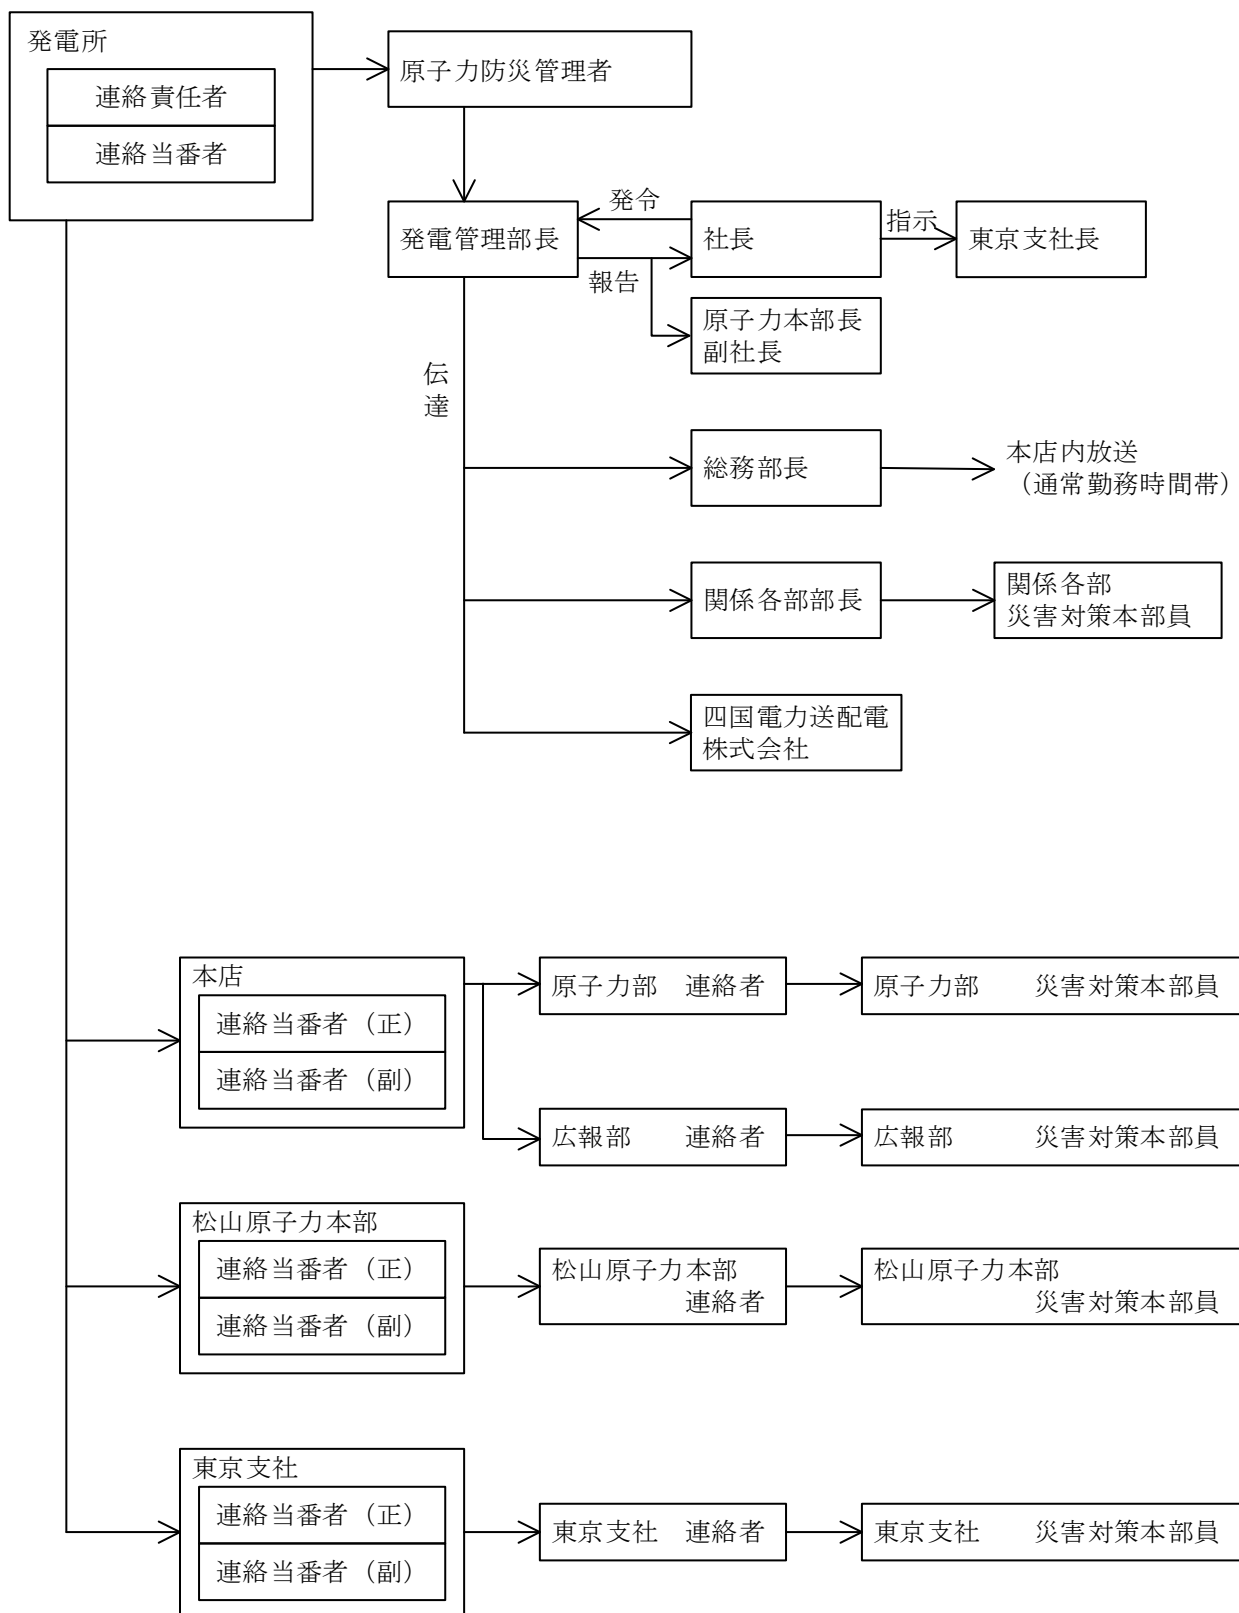 発電所
連絡責任者
連絡当番者
原子力防災管理者
発電管理部長
発令
報告
社長
指示
東京支社長
原子力本部長
副社長
伝達
総務部長
本店内放送
（通常勤務時間帯）
関係各部部長
関係各部
災害対策本部員
四国電力送配電
株式会社
本店
連絡当番者（正）
連絡当番者（副）
原子力部 連絡者
原子力部 災害対策本部員
広報部 連絡者
広報部 災害対策本部員
松山原子力本部
連絡当番者（正）
連絡当番者（副）
松山原子力本部
連絡者
松山原子力本部
災害対策本部員
東京支社
連絡当番者（正）
連絡当番者（副）
東京支社 連絡者
東京支社 災害対策本部員